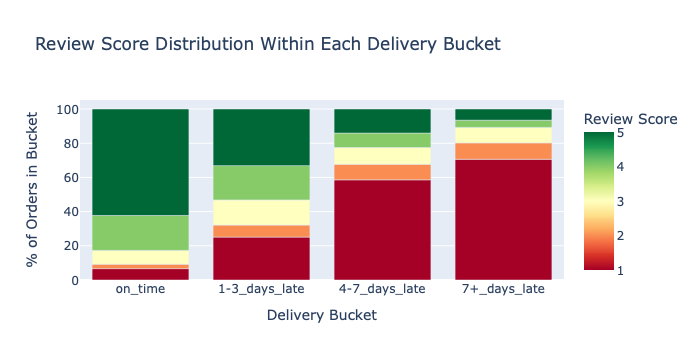 Review Score Distribution Within Each Delivery Bucket
% of Orders in Bucket
100
80
60
40
20
0
on_time 1-3_days_late 4-7_days_late 7+_days_late
Delivery Bucket
Review Score
5
4
3
2
1